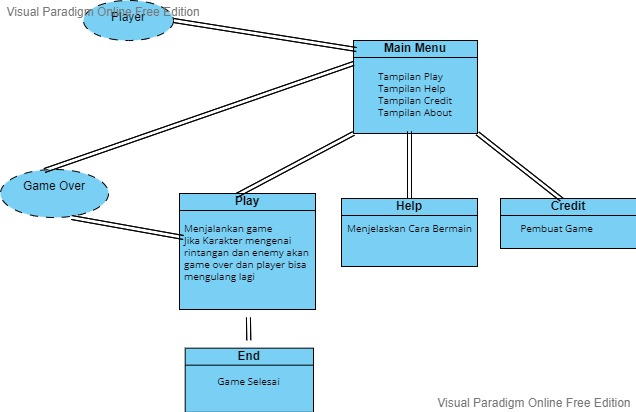 Visual Paradigm Online Free Edition
Player
Main Menu
Tampilan Play
Tampilan Help
Tampilan Credit
Tampilan About
Game Over
Play
Menjalankan game
Jika Karakter mengenai
rintangan dan enemy akan
game over dan player bisa
mengulang lagi
Help
Menjelaskan Cara Bermain
Credit
Pembuat Game
End
Game Selesai
Visual Paradigm Online Free Edition